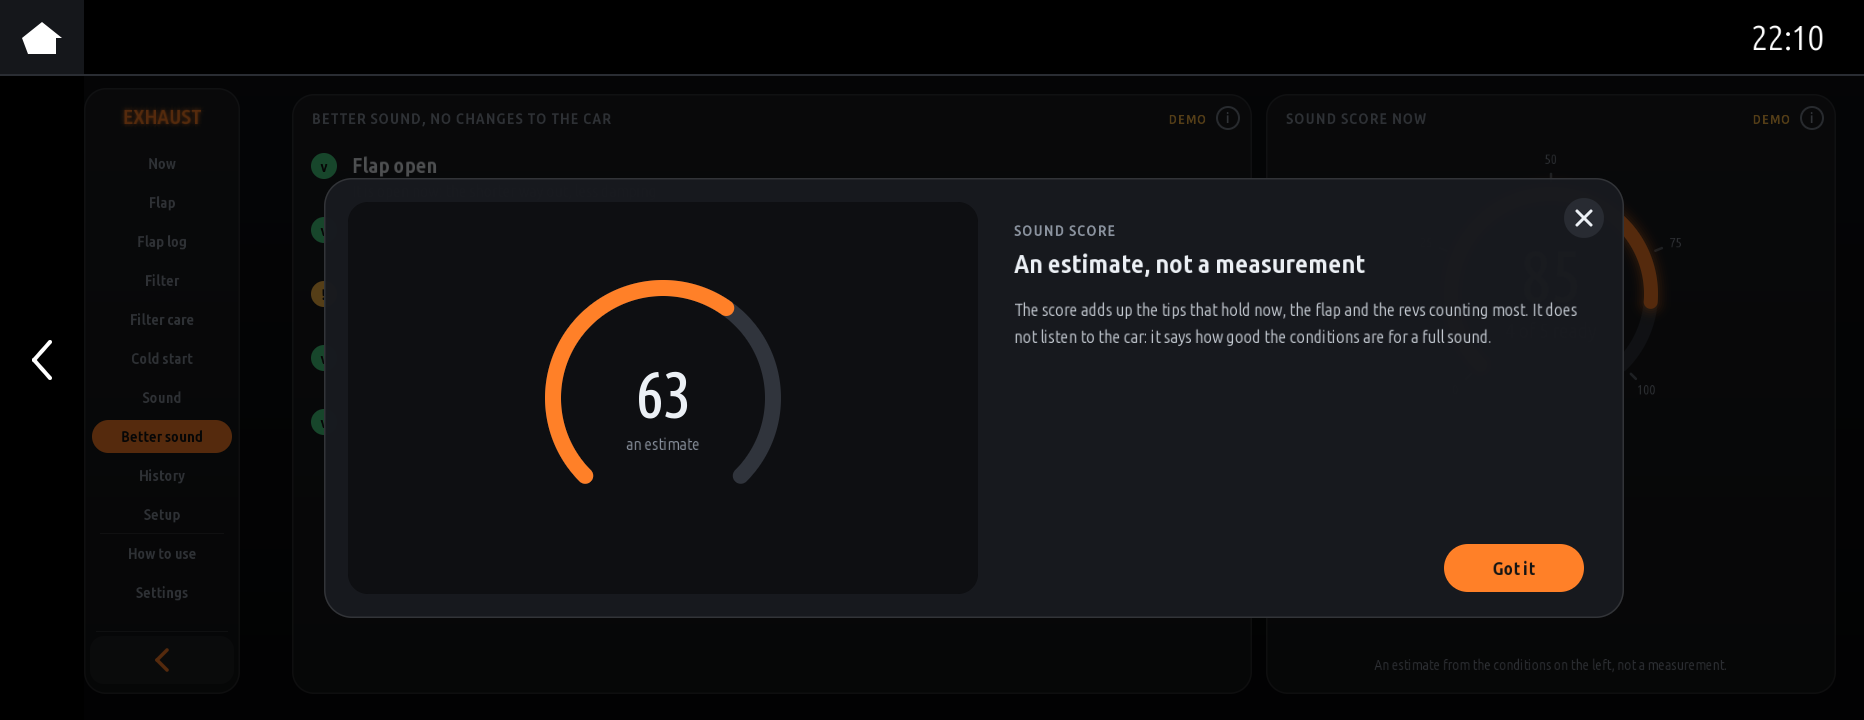 22:10
EXHAUST
Now
Flap
Flap log
Filter
Filter care
Cold start
Sound
Better sound
History
Setup
How to use
Settings
BETTER SOUND, NO CHANGES TO THE CAR
DEMO
i
v
Flap open
SOUND SCORE NOW
DEMO
i
50
75
85
100
An estimate from the conditions on the left, not a measurement.
63
an estimate
SOUND SCORE
An estimate, not a measurement
The score adds up the tips that hold now, the flap and the revs counting most. It does
not listen to the car: it says how good the conditions are for a full sound.
Got it